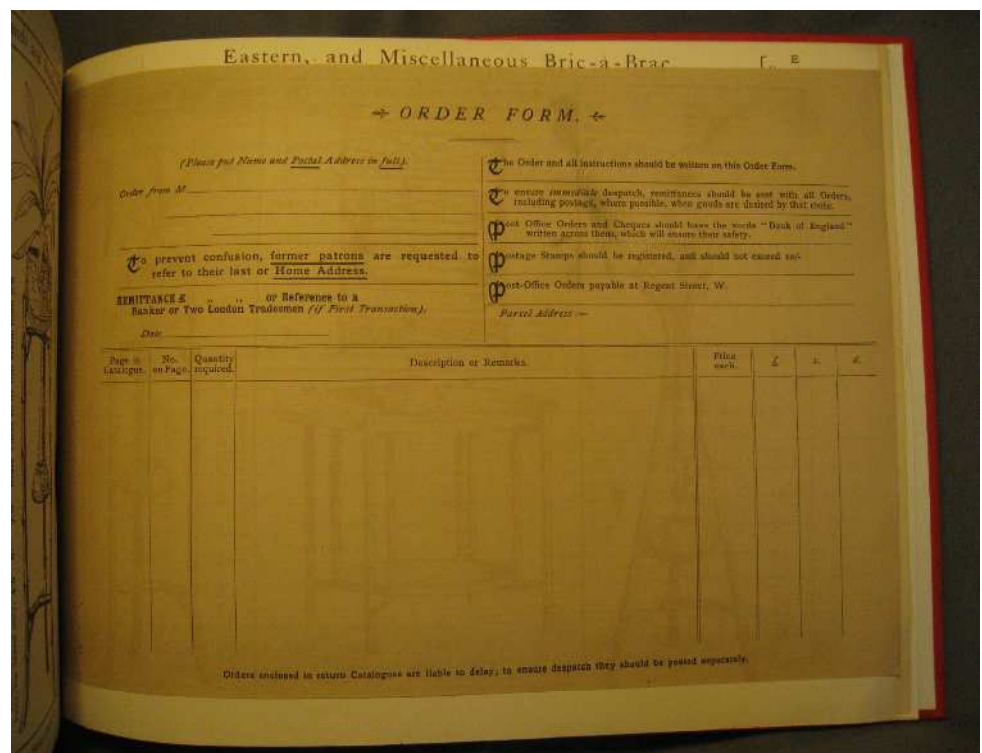 Eastern, and Miscellaneous Bric-a-Brac
E
ORDER FORM.
(Please put Name and Postal Address in full).
Order from M
To prevent confusion, former patrons are requested to
refer to their last or Home Address.
REMITTANCE £ „ „ or Reference to a
Banker or Two London Tradesmen (if First Transaction).
Date
The Order and all instructions should be written on this Order Form.
To ensure immediate despatch, remittances should be sent with all Orders,
including postage, where possible, when goods are desired by that route.
Post Office Orders and Cheques should have the words "Bank of England"
written across them, which will ensure their safety.
Postage Stamps should be registered, and should not exceed
Post-Office Orders payable at Regent Street, W.
Parcel Address :—
Page in Catalogue. No. on Page. Quantity required. Description or Remarks. Price each. £ s. d.
Orders enclosed in return Catalogues are liable to delay; to ensure despatch they should be posted separately.